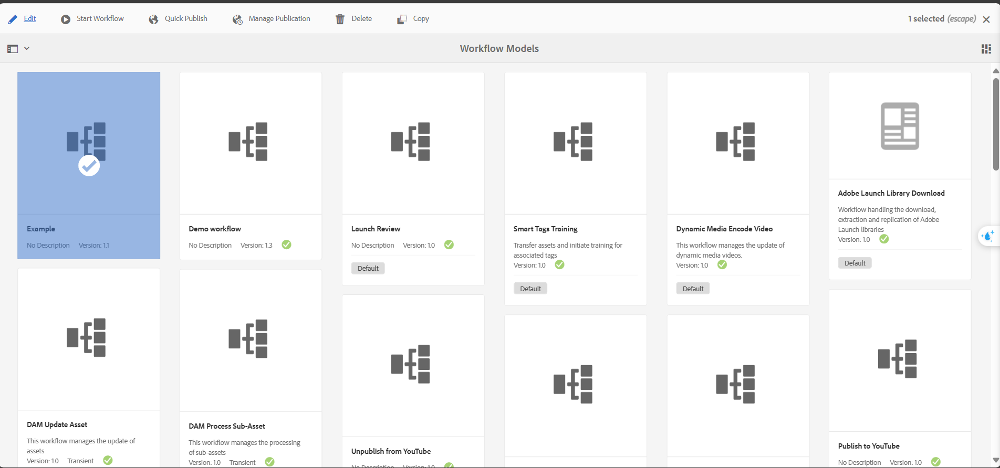 Edit
Start Workflow
Quick Publish
Manage Publication
Delete
Copy
1 selected (escape)
Workflow Models
Example
No Description Version: 1.1
Demo workflow
No Description Version: 1.3
Launch Review
No Description Version: 1.0
Default
Smart Tags Training
Transfer assets and initiate training for
associated tags
Version: 1.0
Default
Dynamic Media Encode Video
This workflow manages the update of
dynamic media videos.
Version: 1.0
Default
Adobe Launch Library Download
Workflow handling the download,
extraction and replication of Adobe
Launch libraries
Version: 1.0
Default
DAM Update Asset
This workflow manages the update of
assets
Version: 1.0 Transient
DAM Process Sub-Asset
This workflow manages the processing
of sub-assets
Version: 1.0 Transient
Unpublish from YouTube
No Description Version: 1.0
Publish to YouTube
No Description Version: 1.0